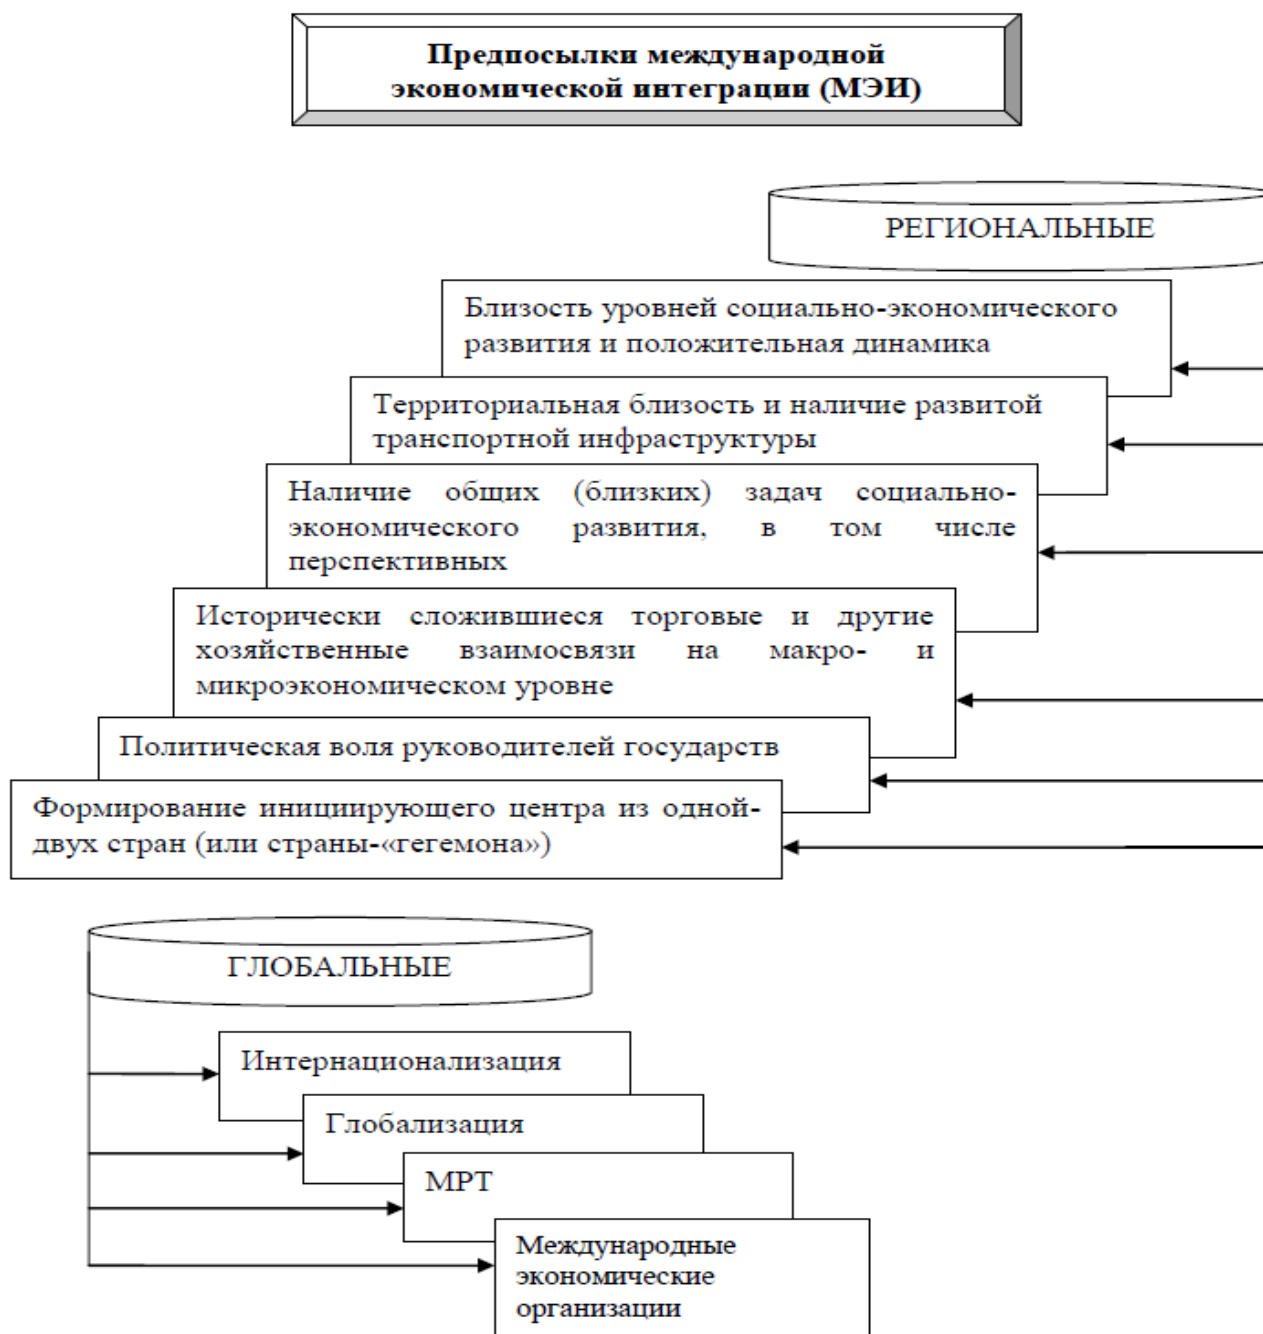 Предпосылки международной
экономической интеграции (МЭИ)
РЕГИОНАЛЬНЫЕ
Близость уровней социально-экономического
развития и положительная динамика
Территориальная близость и наличие развитой
транспортной инфраструктуры
Наличие общих (близких) задач социально-
экономического развития, в том числе
перспективных
Исторически сложившиеся торговые и другие
хозяйственные взаимосвязи на макро- и
микроэкономическом уровне
Политическая воля руководителей государств
Формирование инициирующего центра из одной-
двух стран (или страны-«гегемона»)
ГЛОБАЛЬНЫЕ
Интернационализация
Глобализация
МРТ
Международные
экономические
организации